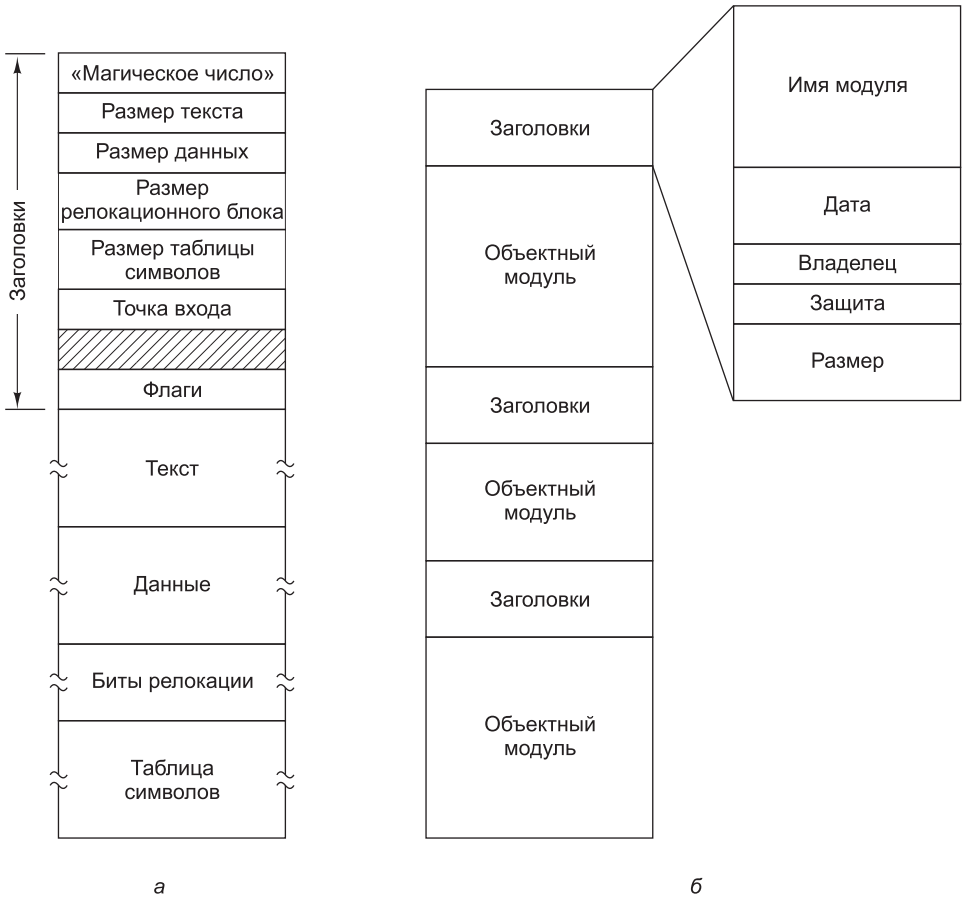 Заголовки
«Магическое число»
Размер текста
Размер данных
Размер
релокационного блока
Размер таблицы
символов
Точка входа
Флаги
Текст
Данные
Биты релокации
Таблица
символов
а
Заголовки
Объектный
модуль
Заголовки
Объектный
модуль
Заголовки
Объектный
модуль
Имя модуля
Дата
Владелец
Защита
Размер
б